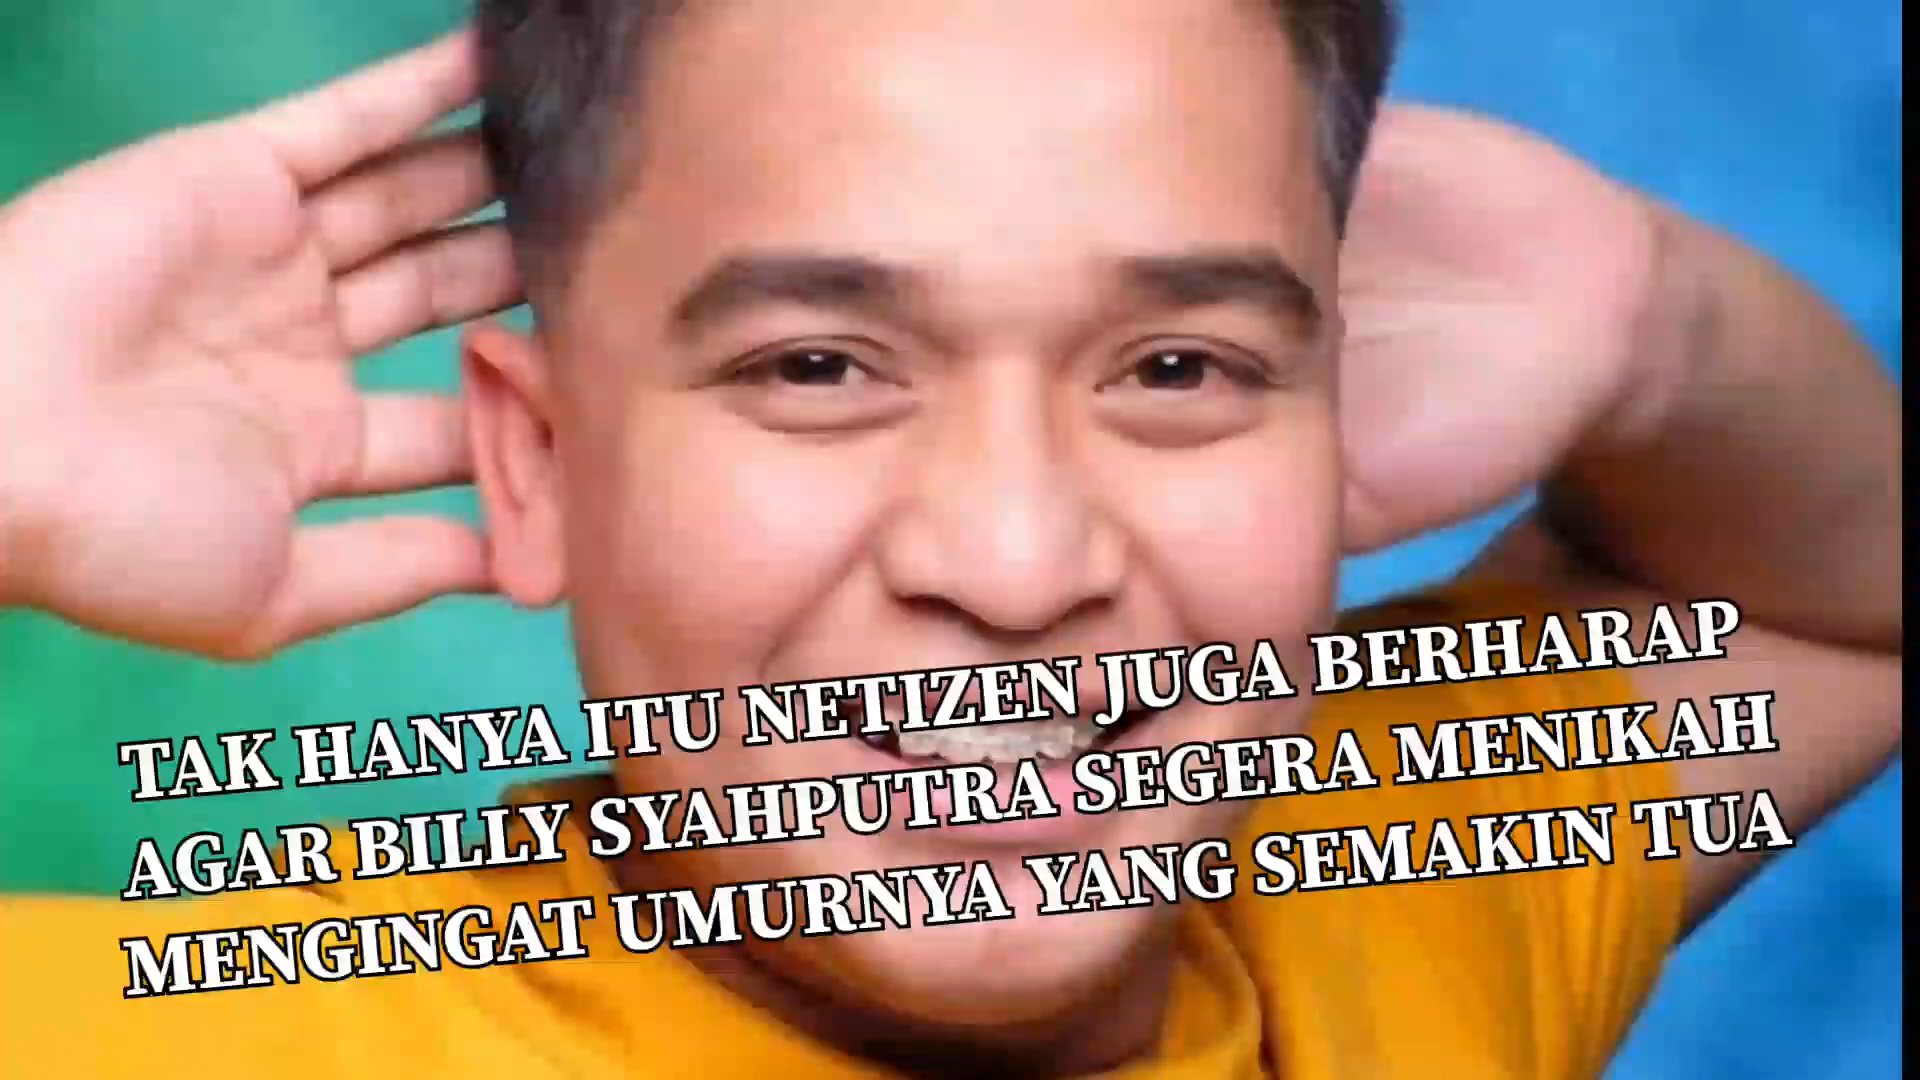 TAK HANYA ITU NETIZEN JUGA BERHARAP
AGAR BILLY SYAHPUTRA SEGERA MENIKAH
MENGINGAT UMURNYA YANG SEMAKIN TUA